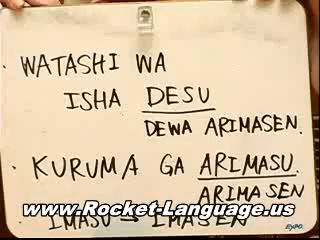 • WATASHI WA
ISHA DESU
DEWA ARIMASEN.
• KURUMA GA ARIMASU.
ARIMASEN
www.Rocket-Language.us
IMASU → IMASEN
EXPO